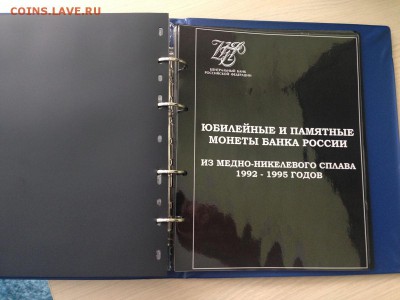 COINS.LAVE.RU
ЦЕНТРАЛЬНЫЙ БАНК
РОССИЙСКОЙ ФЕДЕРАЦИИ
ЮБИЛЕЙНЫЕ И ПАМЯТНЫЕ
МОНЕТЫ БАНКА РОССИИ
ИЗ МЕДНО-НИКЕЛЕВОГО СПЛАВА
1992 - 1995 ГОДОВ